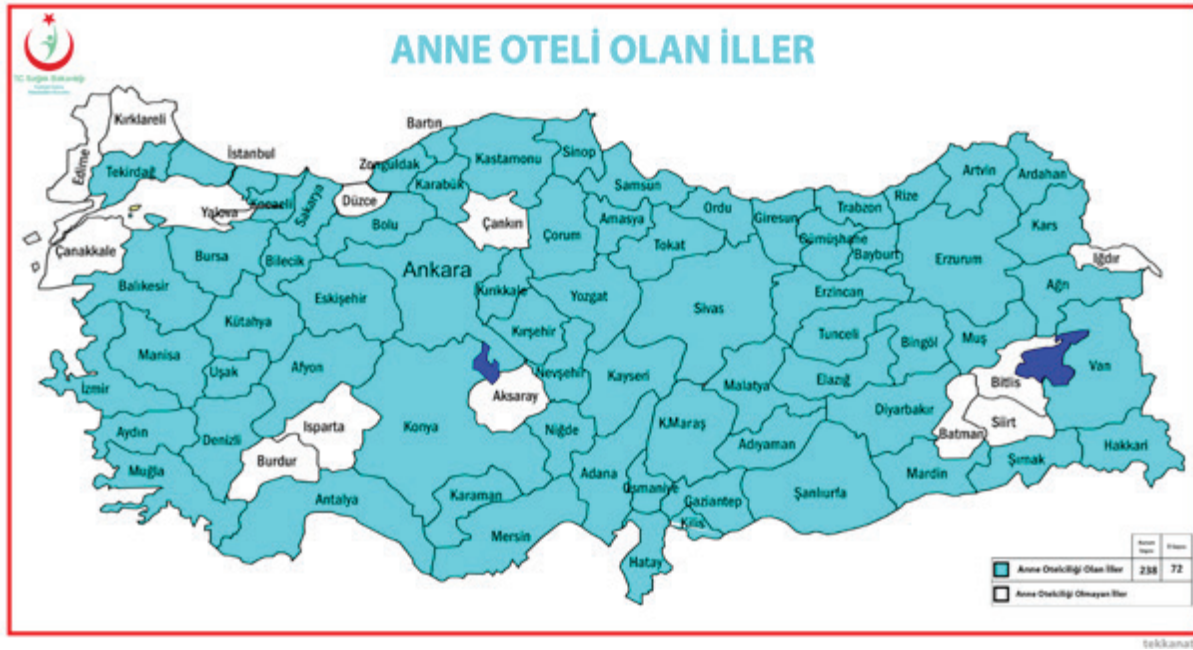 ANNE OTELİ OLAN İLLER
T.C. Sağlık Bakanlığı
Kırklareli
Edirne
Tekirdağ
İstanbul
Yalova
Kocaeli
Sakarya
Düzce
Zonguldak
Bartın
Karabük
Kastamonu
Sinop
Çankırı
Bolu
Samsun
Amasya
Çorum
Tokat
Ordu
Giresun
Trabzon
Gümüşhane
Bayburt
Rize
Artvin
Ardahan
Kars
Iğdır
Erzurum
Ağrı
Çanakkale
Balıkesir
Bursa
Bilecik
Eskişehir
Kütahya
Ankara
Kırıkkale
Kırşehir
Yozgat
Sivas
Erzincan
Tunceli
Bingöl
Muş
Bitlis
Van
Manisa
Uşak
Afyon
İzmir
Aydın
Denizli
Muğla
Burdur
Isparta
Antalya
Konya
Aksaray
Nevşehir
Niğde
Kayseri
Malatya
Elazığ
Diyarbakır
Batman
Siirt
Hakkari
Şırnak
Mardin
Karaman
Mersin
Adana
K.Maraş
Adıyaman
Osmaniye
Gaziantep
Kilis
Şanlıurfa
Hatay
Anne Otelciliği Olan İller 238 72
Anne Otelciliği Olmayan İller
tekkanat